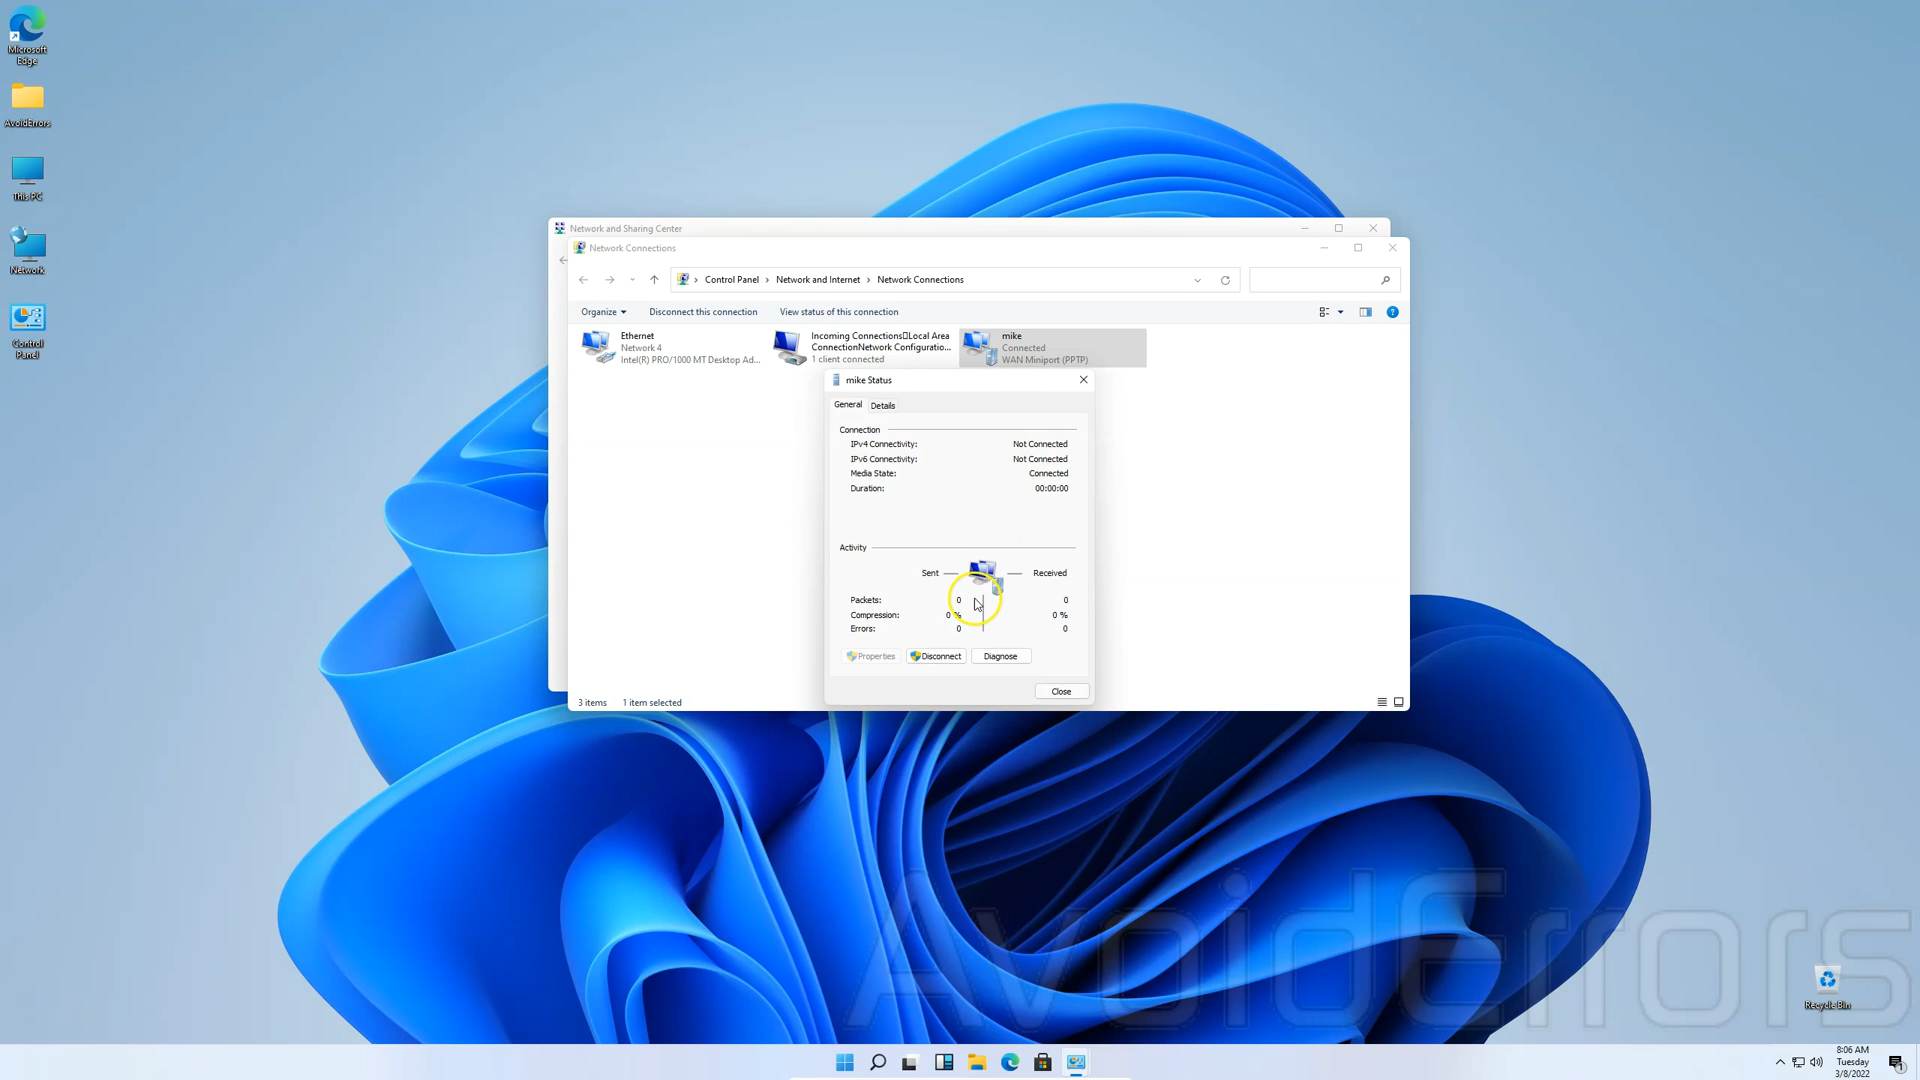 Microsoft
Edge
AvoidErrors
This PC
Network
Control
Panel
Network and Sharing Center
Network Connections
Control Panel > Network and Internet > Network Connections
Organize
Disconnect this connection
View status of this connection
Ethernet
Network 4
Intel(R) PRO/1000 MT Desktop Ad...
Incoming Connections□Local Area
ConnectionNetwork Configuratio...
1 client connected
mike
Connected
WAN Miniport (PPTP)
mike Status
General
Details
Connection
IPv4 Connectivity: Not Connected
IPv6 Connectivity: Not Connected
Media State: Connected
Duration: 00:00:00
Activity
Sent
Received
Packets: 0 0
Compression: 0 % 0 %
Errors: 0 0
Properties
Disconnect
Diagnose
Close
3 items
1 item selected
AvoidErrors
Recycle Bin
8:06 AM
Tuesday
3/8/2022
1